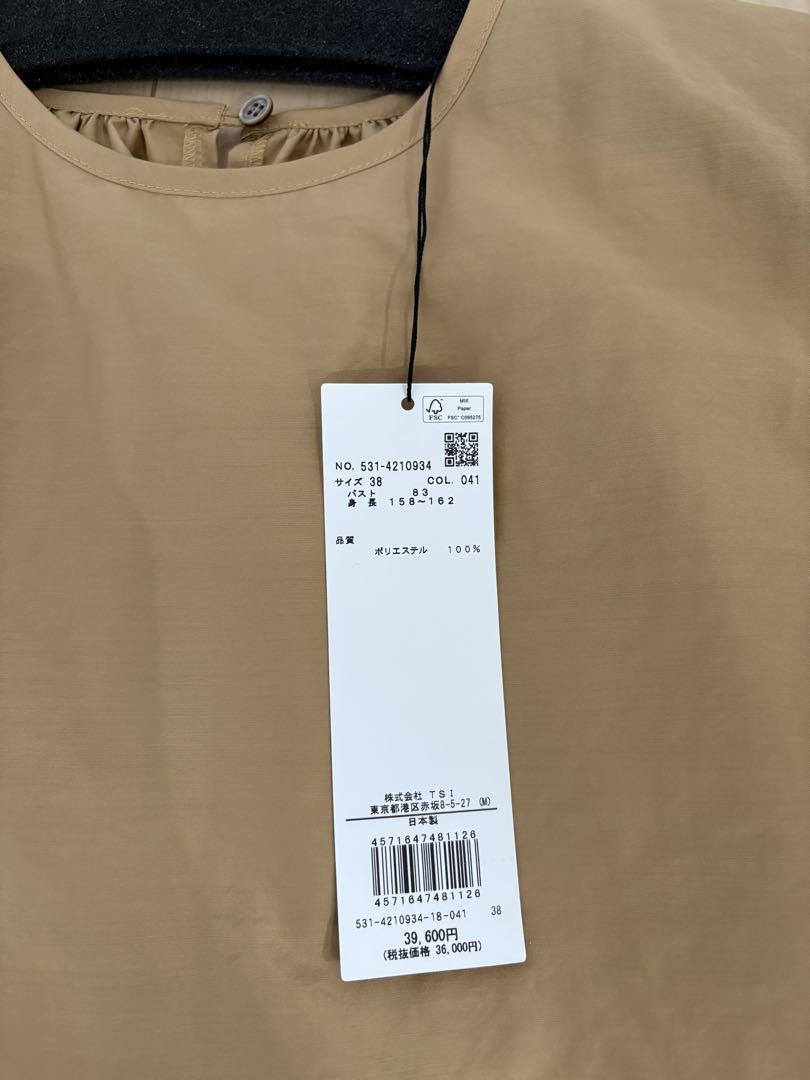 MIX
Paper
FSC
FSC® C095275
NO. 531-4210934
サイズ 38 COL. 041
バスト 83
身長 158~162
品質
ポリエステル 100%
株式会社 TSI
東京都港区赤坂8-5-27 (M)
日本製
4571647481126
4571647481126
531-4210934-18-041 38
39,600円
(税抜価格 36,000円)